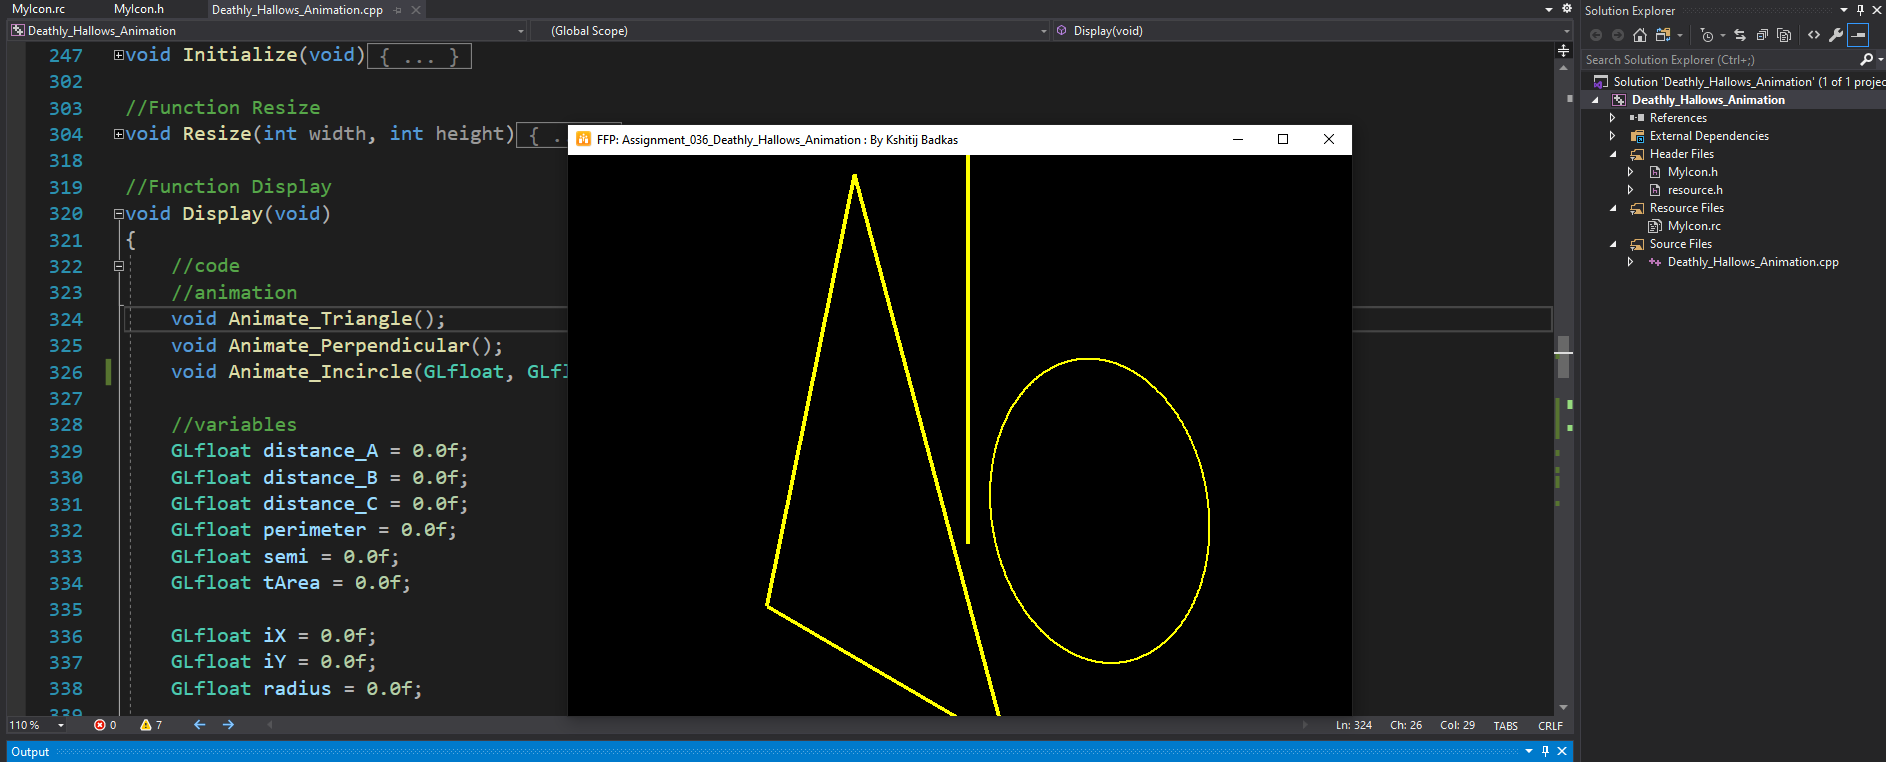 MyIcon.rc MyIcon.h Deathly_Hallows_Animation.cpp
Deathly_Hallows_Animation (Global Scope) Display(void)
247 void Initialize(void) { ... }
302
303 //Function Resize
304 void Resize(int width, int height) { ..
318
319 //Function Display
320 void Display(void)
321 {
322 //code
323 //animation
324 void Animate_Triangle();
325 void Animate_Perpendicular();
326 void Animate_Incircle(GLfloat, GLfl
327
328 //variables
329 GLfloat distance_A = 0.0f;
330 GLfloat distance_B = 0.0f;
331 GLfloat distance_C = 0.0f;
332 GLfloat perimeter = 0.0f;
333 GLfloat semi = 0.0f;
334 GLfloat tArea = 0.0f;
335
336 GLfloat iX = 0.0f;
337 GLfloat iY = 0.0f;
338 GLfloat radius = 0.0f;
339
110 % 0 7 Ln: 324 Ch: 26 Col: 29 TABS CRLF
Output
FFP: Assignment_036_Deathly_Hallows_Animation : By Kshitij Badkas
Solution Explorer
Search Solution Explorer (Ctrl+;)
Solution 'Deathly_Hallows_Animation' (1 of 1 projec
Deathly_Hallows_Animation
References
External Dependencies
Header Files
MyIcon.h
resource.h
Resource Files
MyIcon.rc
Source Files
Deathly_Hallows_Animation.cpp